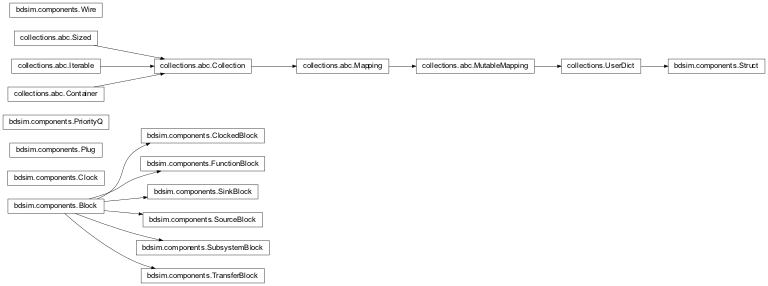 bdsim.components.Wire
collections.abc.Sized
collections.abc.Iterable
collections.abc.Collection
collections.abc.Mapping
collections.abc.MutableMapping
collections.UserDict
bdsim.components.Struct
collections.abc.Container
bdsim.components.PriorityQ
bdsim.components.ClockedBlock
bdsim.components.Plug
bdsim.components.FunctionBlock
bdsim.components.Clock
bdsim.components.SinkBlock
bdsim.components.Block
bdsim.components.SourceBlock
bdsim.components.SubsystemBlock
bdsim.components.TransferBlock